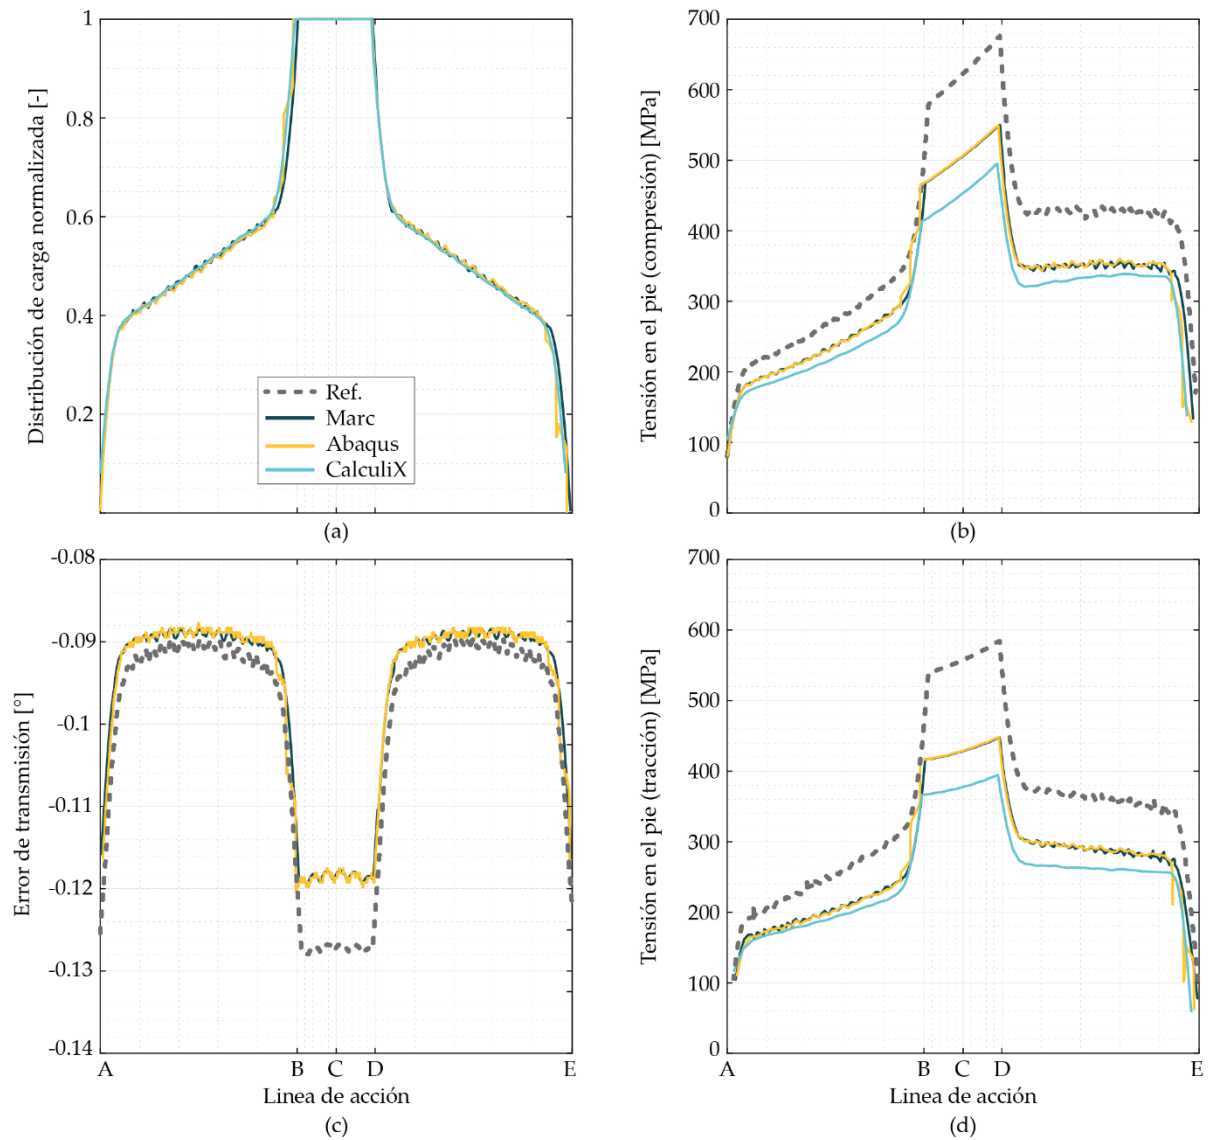 Distribución de carga normalizada [-]
1
0.8
0.6
0.4
0.2
Ref.
Marc
Abaqus
CalculiX
(a)
Tensión en el pie (compresión) [MPa]
700
600
500
400
300
200
100
0
(b)
Error de transmisión [°]
-0.08
-0.09
-0.1
-0.11
-0.12
-0.13
-0.14
A B C D E
Linea de acción
(c)
Tensión en el pie (tracción) [MPa]
700
600
500
400
300
200
100
0
A B C D E
Linea de acción
(d)